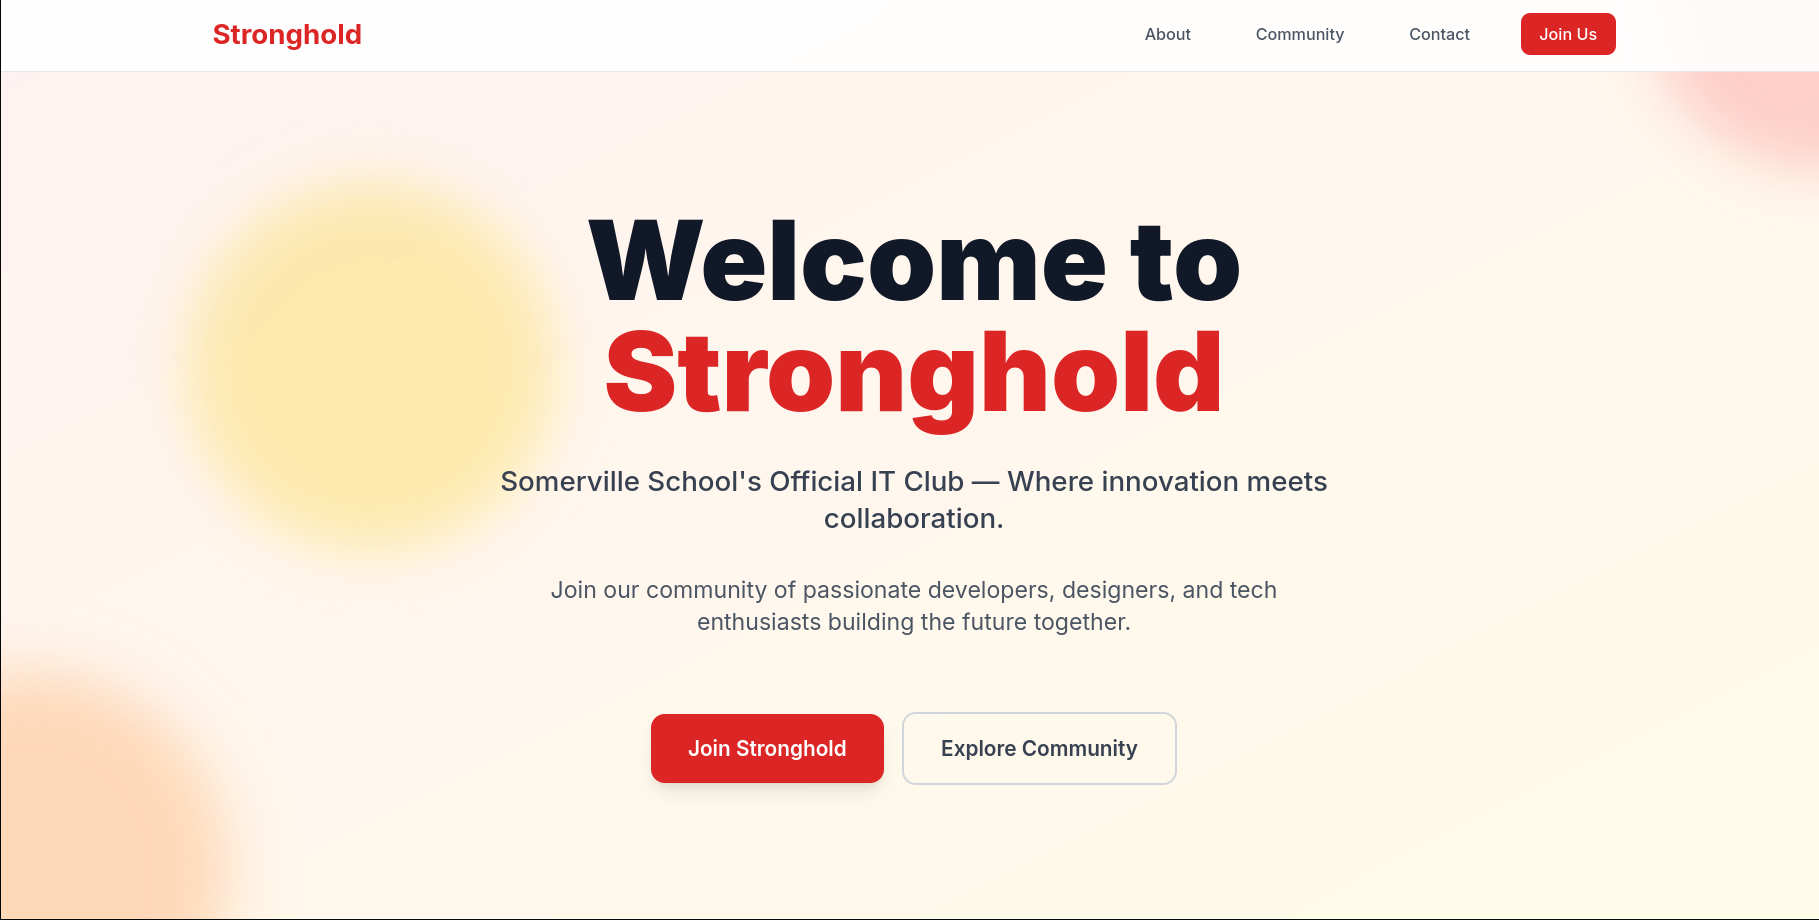 Stronghold
About
Community
Contact
Join Us
Welcome to
Stronghold
Somerville School's Official IT Club — Where innovation meets
collaboration.
Join our community of passionate developers, designers, and tech
enthusiasts building the future together.
Join Stronghold
Explore Community